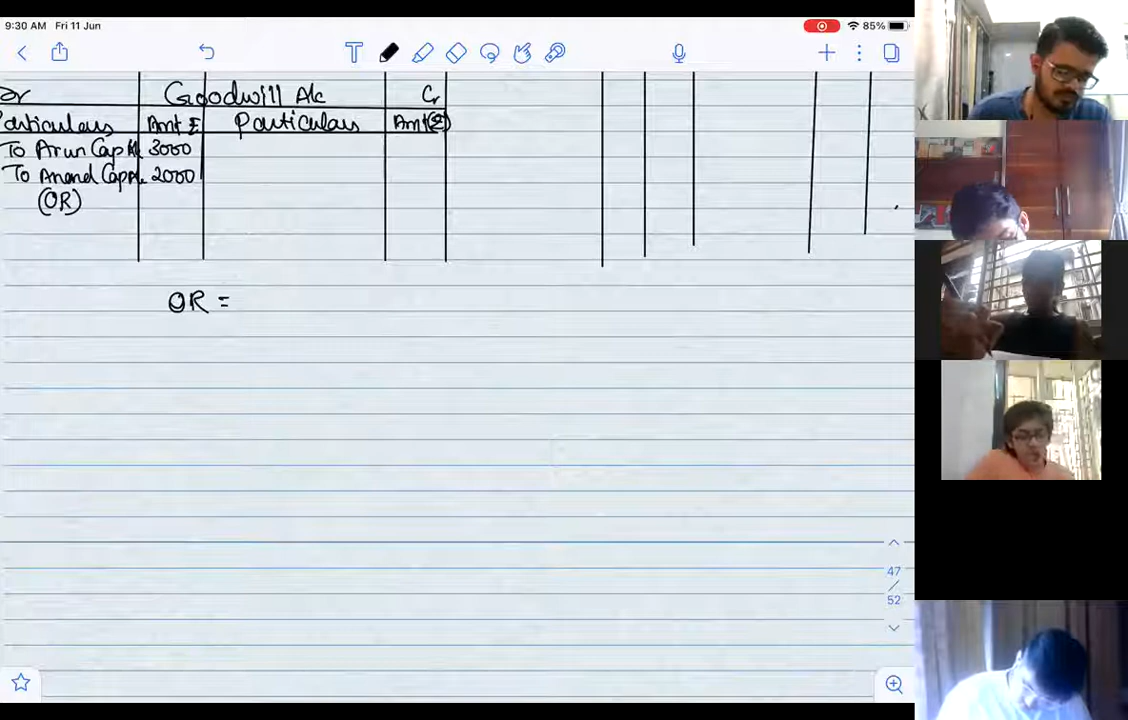 9:30 AM Fri 11 Jun
85%
Dr Goodwill A/c Cr
Particulars Amt ₹ Particulars Amt(₹)
To Arun Cap A/c 3000
To Anand Cap A/c 2000
(OR)
OR =
47
/
52